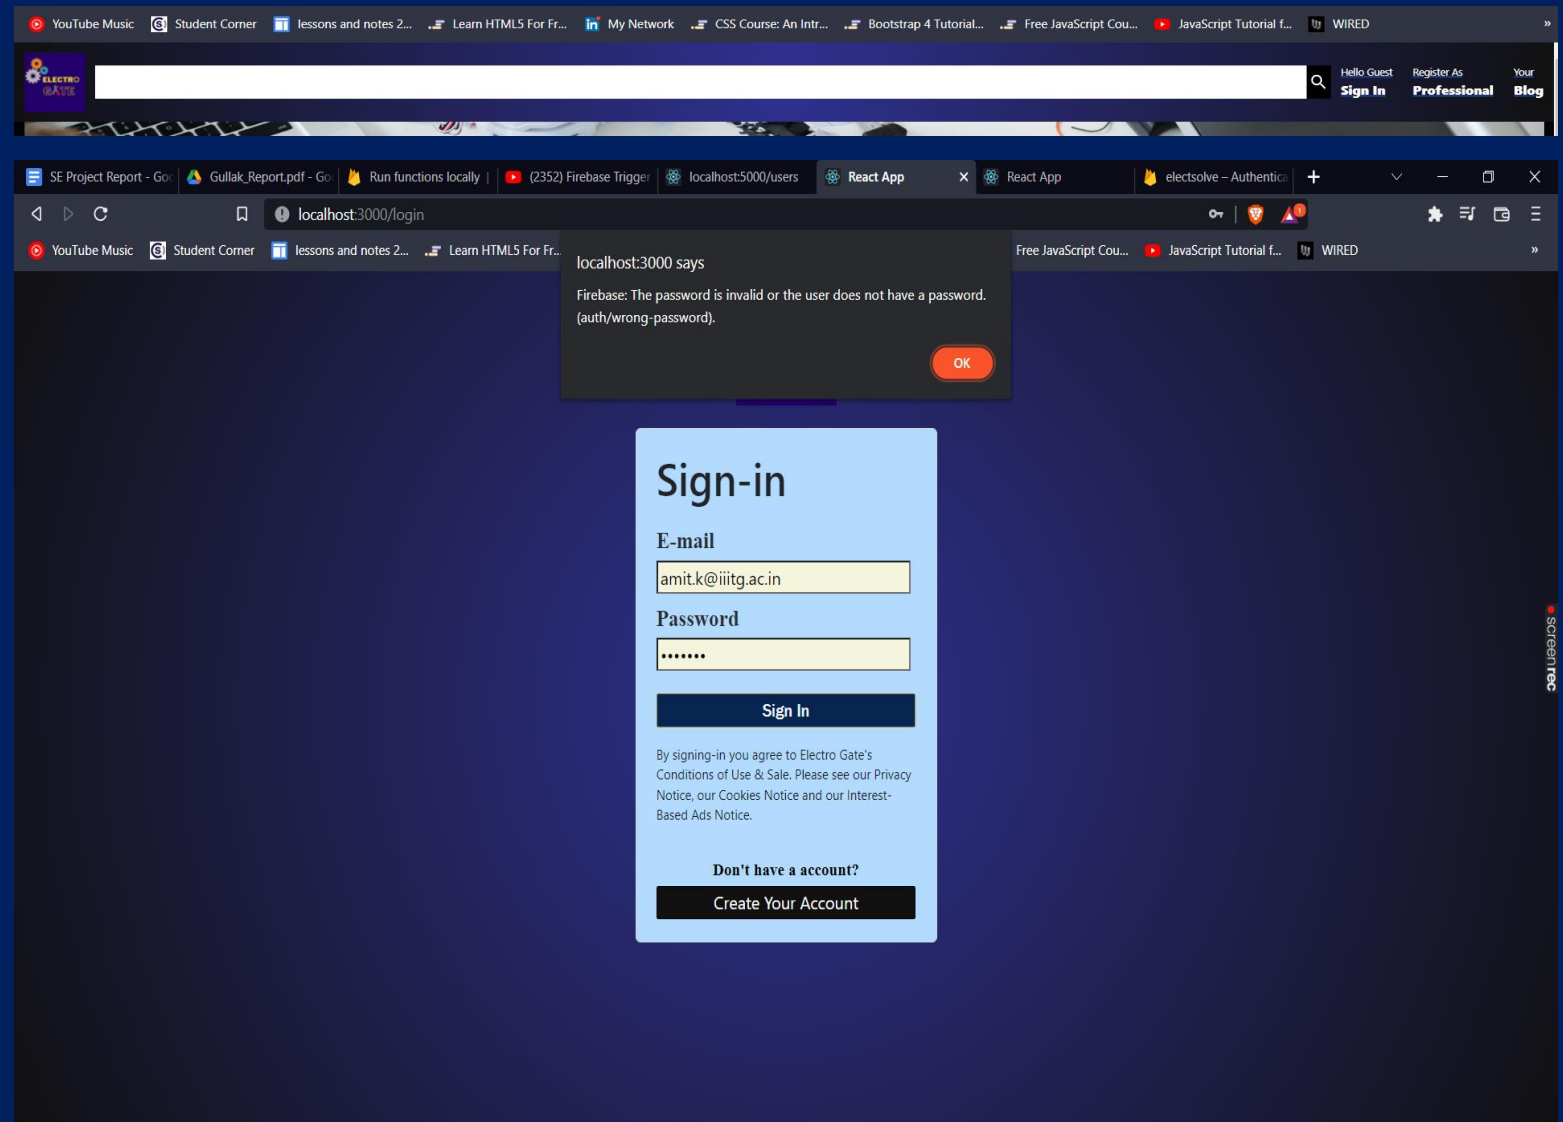 YouTube Music Student Corner lessons and notes 2... Learn HTML5 For Fr... in My Network CSS Course: An Intr... Bootstrap 4 Tutorial... Free JavaScript Cou... JavaScript Tutorial f... WIRED »
ELECTRO
GATE
Hello Guest Register As Your
Sign In Professional Blog
SE Project Report - Goo Gullak_Report.pdf - Go Run functions locally | (2352) Firebase Trigger localhost:5000/users React App React App electsolve – Authentica
localhost:3000/login
YouTube Music Student Corner lessons and notes 2... Learn HTML5 For Fr... Free JavaScript Cou... JavaScript Tutorial f... WIRED »
localhost:3000 says
Firebase: The password is invalid or the user does not have a password.
(auth/wrong-password).
OK
Sign-in
E-mail
amit.k@iiitg.ac.in
Password
•••••••
Sign In
By signing-in you agree to Electro Gate's
Conditions of Use & Sale. Please see our Privacy
Notice, our Cookies Notice and our Interest-
Based Ads Notice.
Don't have a account?
Create Your Account
screenrec